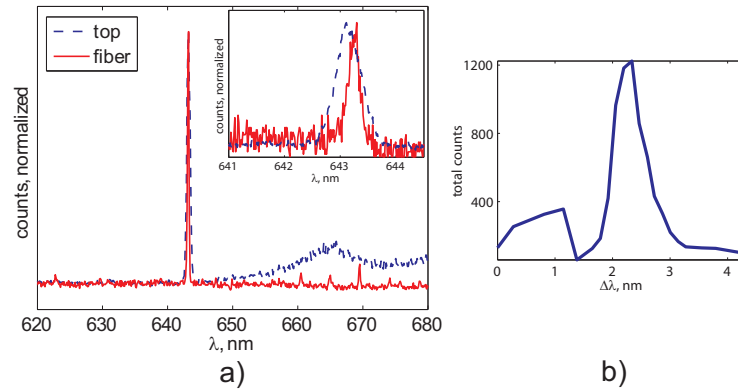 top
fiber
counts, normalized
620 630 640 650 660 670 680
λ, nm
counts, normalized
641 642 643 644
λ, nm
a)
total counts
1200
800
400
0 1 2 3 4
Δλ, nm
b)